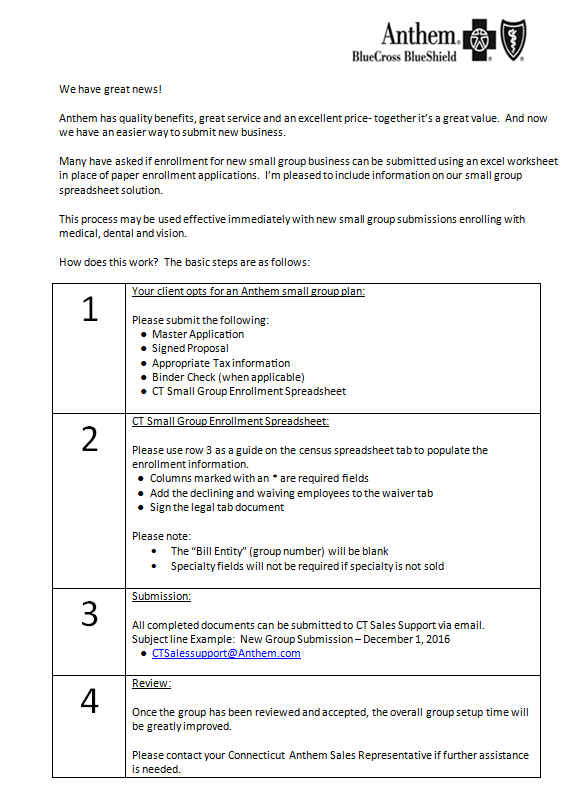 Anthem.
BlueCross BlueShield
We have great news!
Anthem has quality benefits, great service and an excellent price- together it's a great value.  And now
we have an easier way to submit new business.
Many have asked if enrollment for new small group business can be submitted using an excel worksheet
in place of paper enrollment applications.  I'm pleased to include information on our small group
spreadsheet solution.
This process may be used effective immediately with new small group submissions enrolling with
medical, dental and vision.
How does this work?  The basic steps are as follows:
1
Your client opts for an Anthem small group plan:
Please submit the following:
● Master Application
● Signed Proposal
● Appropriate Tax information
● Binder Check (when applicable)
● CT Small Group Enrollment Spreadsheet
2
CT Small Group Enrollment Spreadsheet:
Please use row 3 as a guide on the census spreadsheet tab to populate the
enrollment information.
● Columns marked with an * are required fields
● Add the declining and waiving employees to the waiver tab
● Sign the legal tab document
Please note:
• The “Bill Entity” (group number) will be blank
• Specialty fields will not be required if specialty is not sold
3
Submission:
All completed documents can be submitted to CT Sales Support via email.
Subject line Example:  New Group Submission – December 1, 2016
● CTSalessupport@Anthem.com
4
Review:
Once the group has been reviewed and accepted, the overall group setup time will
be greatly improved.
Please contact your Connecticut Anthem Sales Representative if further assistance
is needed.